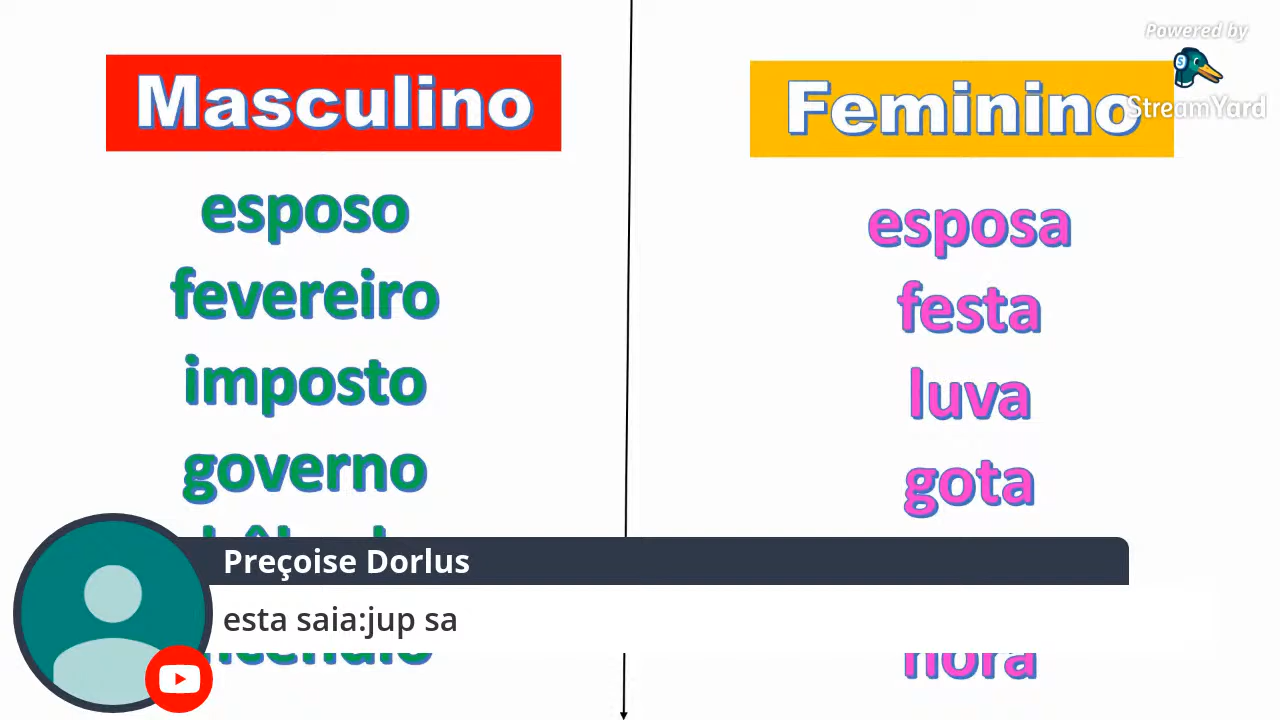 Powered by
StreamYard
Masculino
esposo
fevereiro
imposto
governo
Feminino
esposa
festa
luva
gota
Preçoise Dorlus
esta saia:jup sa